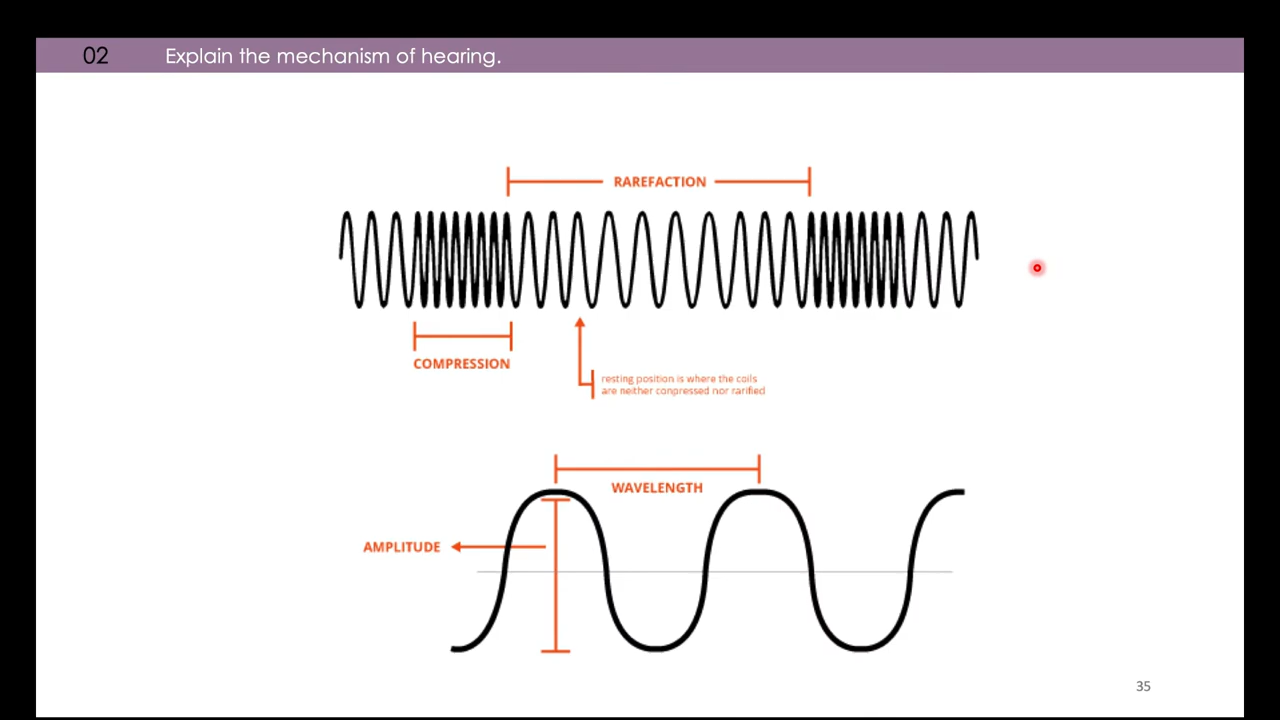 02 Explain the mechanism of hearing.
RAREFACTION
COMPRESSION
resting position is where the coils
are neither conpressed nor rarified
WAVELENGTH
AMPLITUDE
35